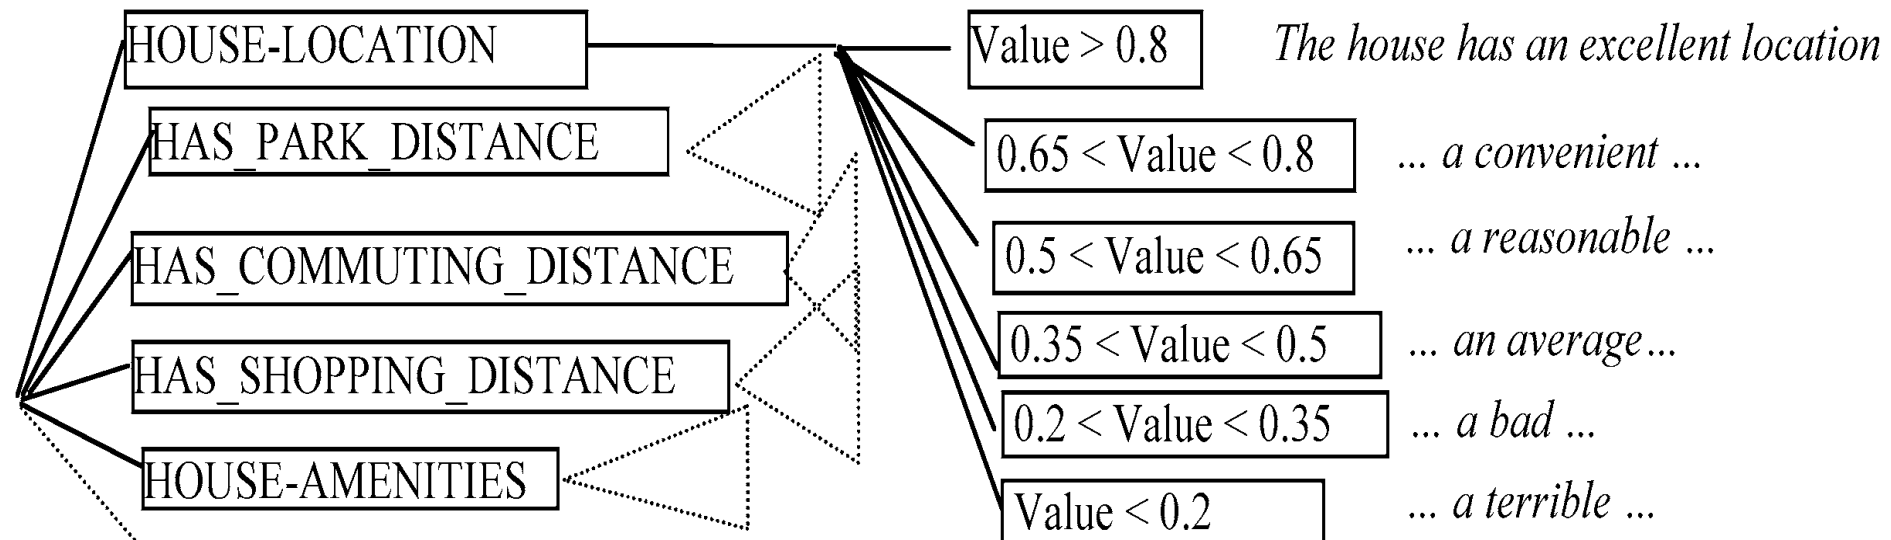 HOUSE-LOCATION
Value > 0.8
The house has an excellent location
HAS_PARK_DISTANCE
0.65 < Value < 0.8
... a convenient ...
HAS_COMMUTING_DISTANCE
0.5 < Value < 0.65
... a reasonable ...
HAS_SHOPPING_DISTANCE
0.35 < Value < 0.5
... an average...
0.2 < Value < 0.35
... a bad ...
HOUSE-AMENITIES
Value < 0.2
... a terrible ...